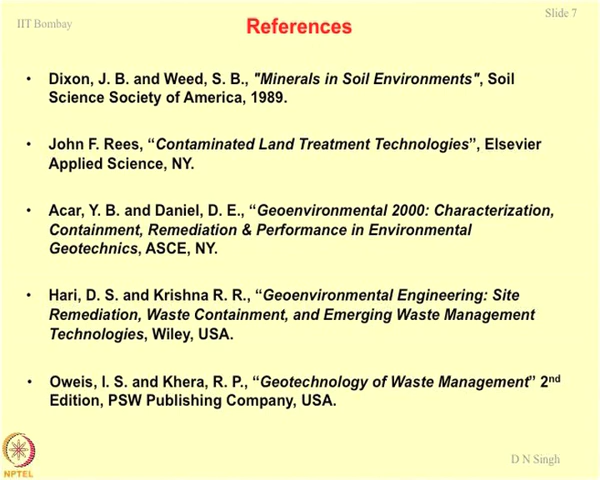 IIT Bombay
Slide 7
References
• Dixon, J. B. and Weed, S. B., "Minerals in Soil Environments", Soil
Science Society of America, 1989.
• John F. Rees, “Contaminated Land Treatment Technologies”, Elsevier
Applied Science, NY.
• Acar, Y. B. and Daniel, D. E., “Geoenvironmental 2000: Characterization,
Containment, Remediation & Performance in Environmental
Geotechnics, ASCE, NY.
• Hari, D. S. and Krishna R. R., “Geoenvironmental Engineering: Site
Remediation, Waste Containment, and Emerging Waste Management
Technologies, Wiley, USA.
• Oweis, I. S. and Khera, R. P., “Geotechnology of Waste Management” 2nd
Edition, PSW Publishing Company, USA.
NPTEL
D N Singh